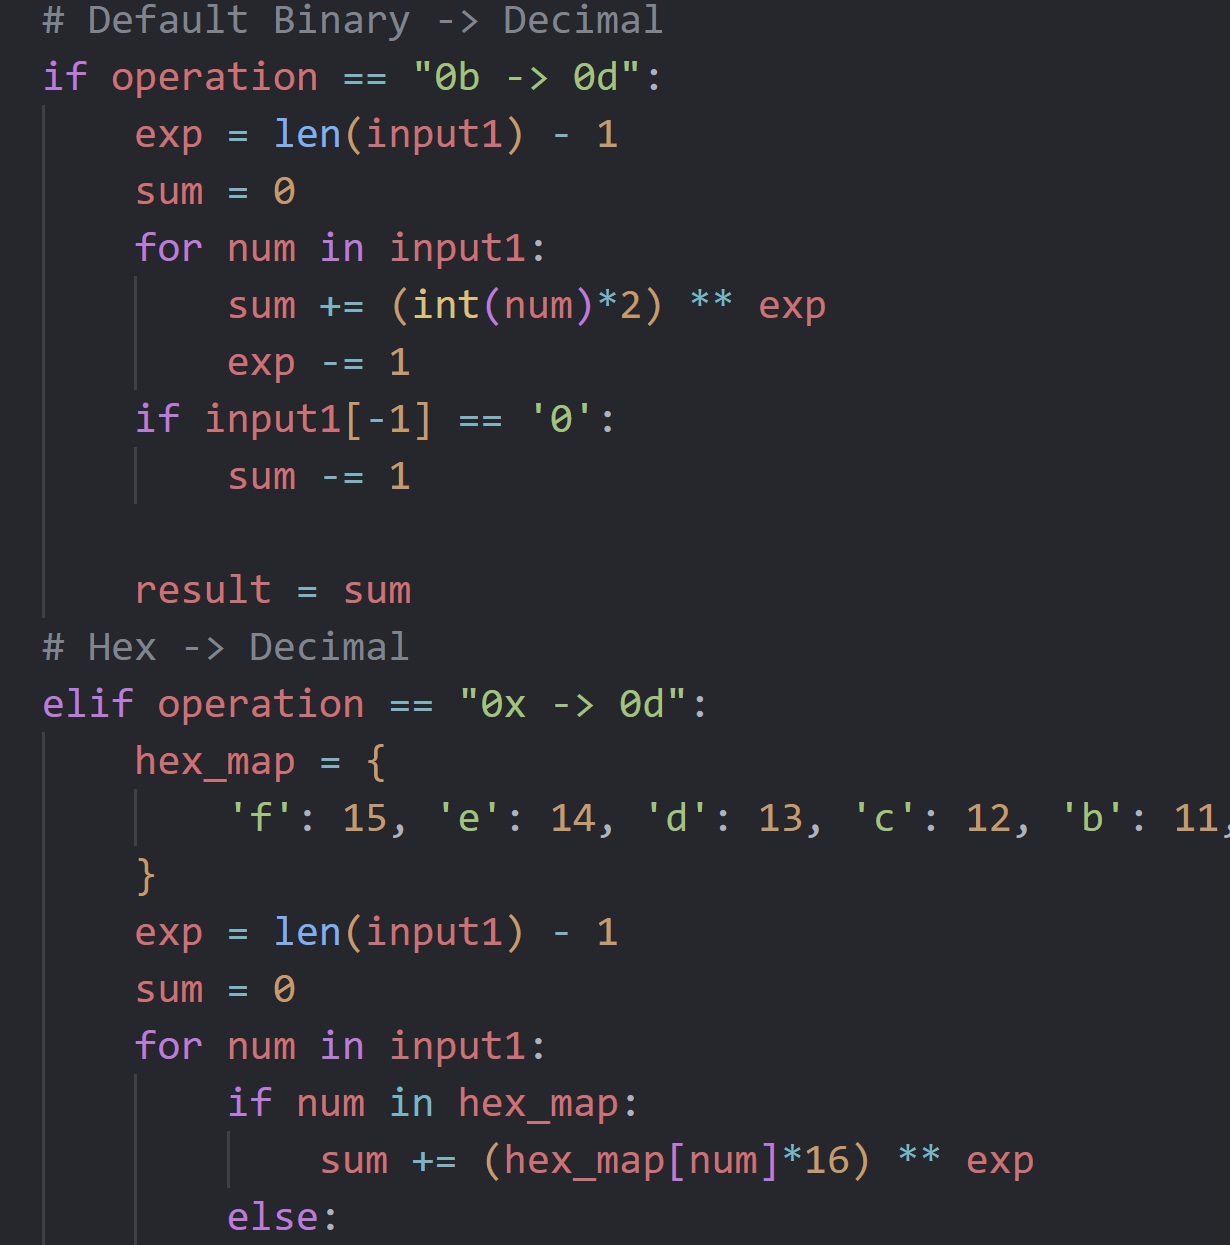 # Default Binary -> Decimal
if operation == "0b -> 0d":
    exp = len(input1) - 1
    sum = 0
    for num in input1:
        sum += (int(num)*2) ** exp
        exp -= 1
    if input1[-1] == '0':
        sum -= 1

    result = sum
# Hex -> Decimal
elif operation == "0x -> 0d":
    hex_map = {
        'f': 15, 'e': 14, 'd': 13, 'c': 12, 'b': 11,
    }
    exp = len(input1) - 1
    sum = 0
    for num in input1:
        if num in hex_map:
            sum += (hex_map[num]*16) ** exp
        else: